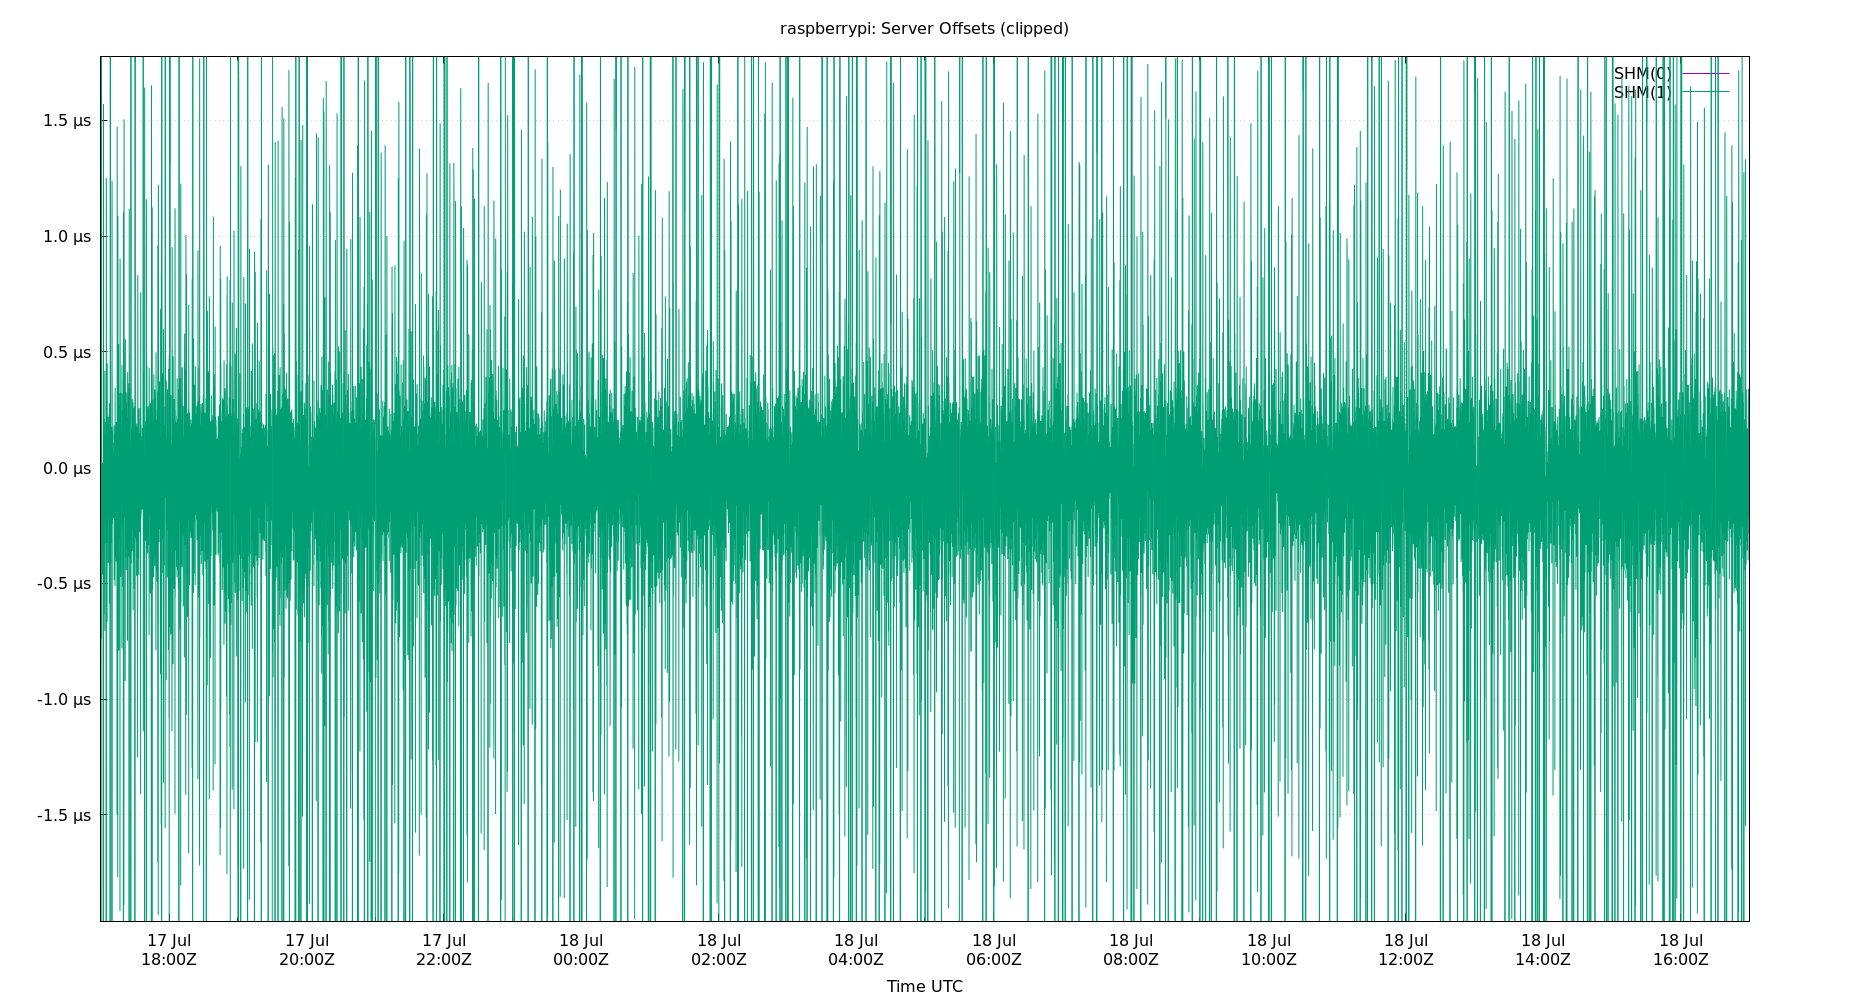 raspberrypi: Server Offsets (clipped)
SHM(0)
SHM(1)
1.5 µs
1.0 µs
0.5 µs
0.0 µs
-0.5 µs
-1.0 µs
-1.5 µs
17 Jul 17 Jul 17 Jul 18 Jul 18 Jul 18 Jul 18 Jul 18 Jul 18 Jul 18 Jul 18 Jul 18 Jul
18:00Z 20:00Z 22:00Z 00:00Z 02:00Z 04:00Z 06:00Z 08:00Z 10:00Z 12:00Z 14:00Z 16:00Z
Time UTC